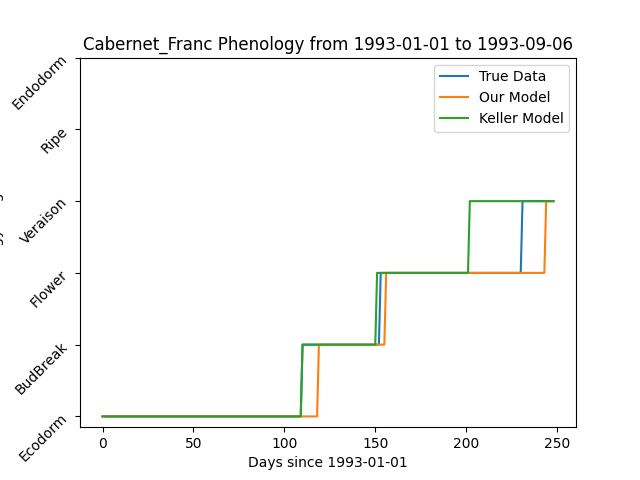 Cabernet_Franc Phenology from 1993-01-01 to 1993-09-06
True Data
Our Model
Keller Model
Endodorm
Ripe
Veraison
Flower
BudBreak
Ecodorm
0 50 100 150 200 250
Days since 1993-01-01